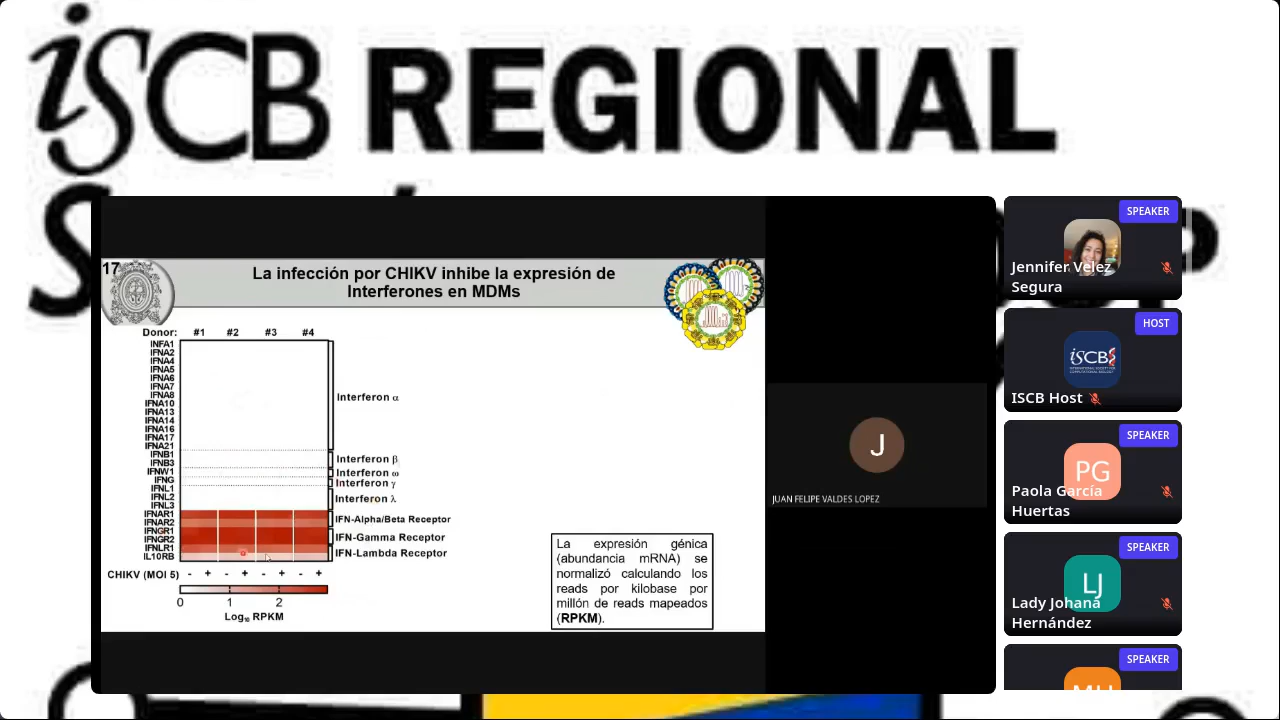 iSCB REGIONAL
17
La infección por CHIKV inhibe la expresión de
Interferones en MDMs
Donor: #1 #2 #3 #4
INFA1
IFNA2
IFNA4
IFNA5
IFNA6
IFNA7
IFNA8
IFNA10
IFNA13
IFNA14
IFNA16
IFNA17
IFNA21
IFNB1
IFNB3
IFNW1
IFNG
IFNL1
IFNL2
IFNL3
IFNAR1
IFNAR2
IFNGR1
IFNGR2
IFNLR1
IL10RB
Interferon α
Interferon β
Interferon ω
Interferon γ
Interferon λ
IFN-Alpha/Beta Receptor
IFN-Gamma Receptor
IFN-Lambda Receptor
CHIKV (MOI 5) - + - + - + - +
0 1 2
Log₁₀ RPKM
La expresión génica
(abundancia mRNA) se
normalizó calculando los
reads por kilobase por
millón de reads mapeados
(RPKM).
J
JUAN FELIPE VALDES LOPEZ
SPEAKER
Jennifer Velez
Segura
HOST
iSCB
ISCB Host
SPEAKER
PG
Paola García
Huertas
SPEAKER
LJ
Lady Johana
Hernández
SPEAKER